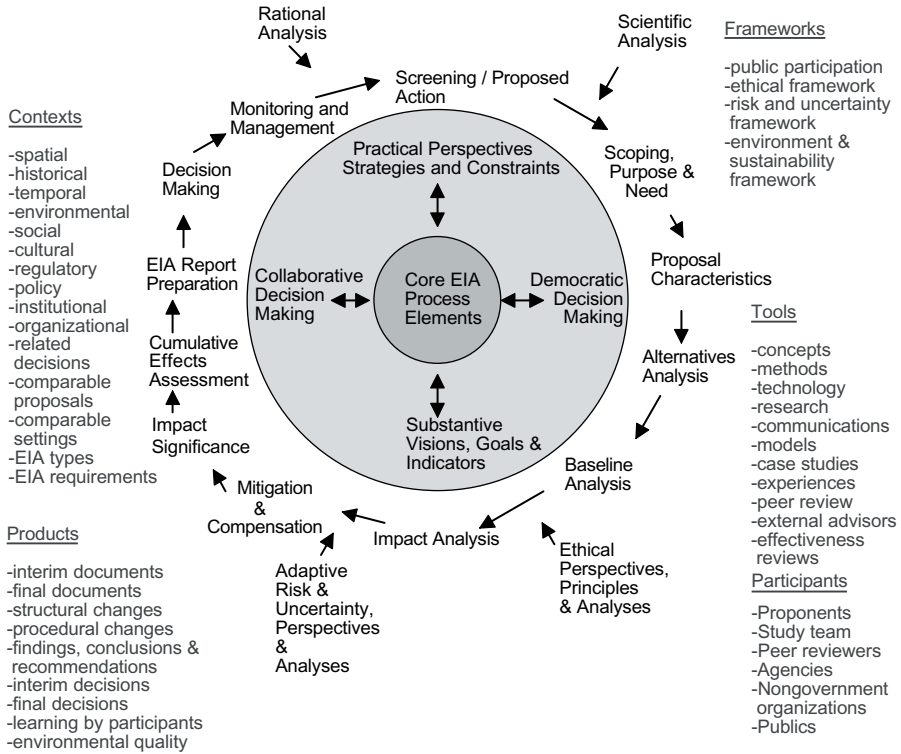 Rational
Analysis
Scientific
Analysis
Frameworks
-public participation
-ethical framework
-risk and uncertainty
framework
-environment &
sustainability
framework
Screening / Proposed
Action
Monitoring and
Management
Contexts
-spatial
-historical
-temporal
-environmental
-social
-cultural
-regulatory
-policy
-institutional
-organizational
-related
decisions
-comparable
proposals
-comparable
settings
-EIA types
-EIA requirements
Decision
Making
Practical Perspectives
Strategies and Constraints
Scoping,
Purpose &
Need
EIA Report
Preparation
Collaborative
Decision
Making
Core EIA
Process
Elements
Democratic
Decision
Making
Proposal
Characteristics
Cumulative
Effects
Assessment
Alternatives
Analysis
Tools
-concepts
-methods
-technology
-research
-communications
-models
-case studies
-experiences
-peer review
-external advisors
-effectiveness
reviews
Impact
Significance
Substantive
Visions, Goals &
Indicators
Baseline
Analysis
Mitigation
&
Compensation
Impact Analysis
Products
-interim documents
-final documents
-structural changes
-procedural changes
-findings, conclusions &
recommendations
-interim decisions
-final decisions
-learning by participants
-environmental quality
Adaptive
Risk &
Uncertainty,
Perspectives
&
Analyses
Ethical
Perspectives,
Principles
& Analyses
Participants
-Proponents
-Study team
-Peer reviewers
-Agencies
-Nongovernment
organizations
-Publics